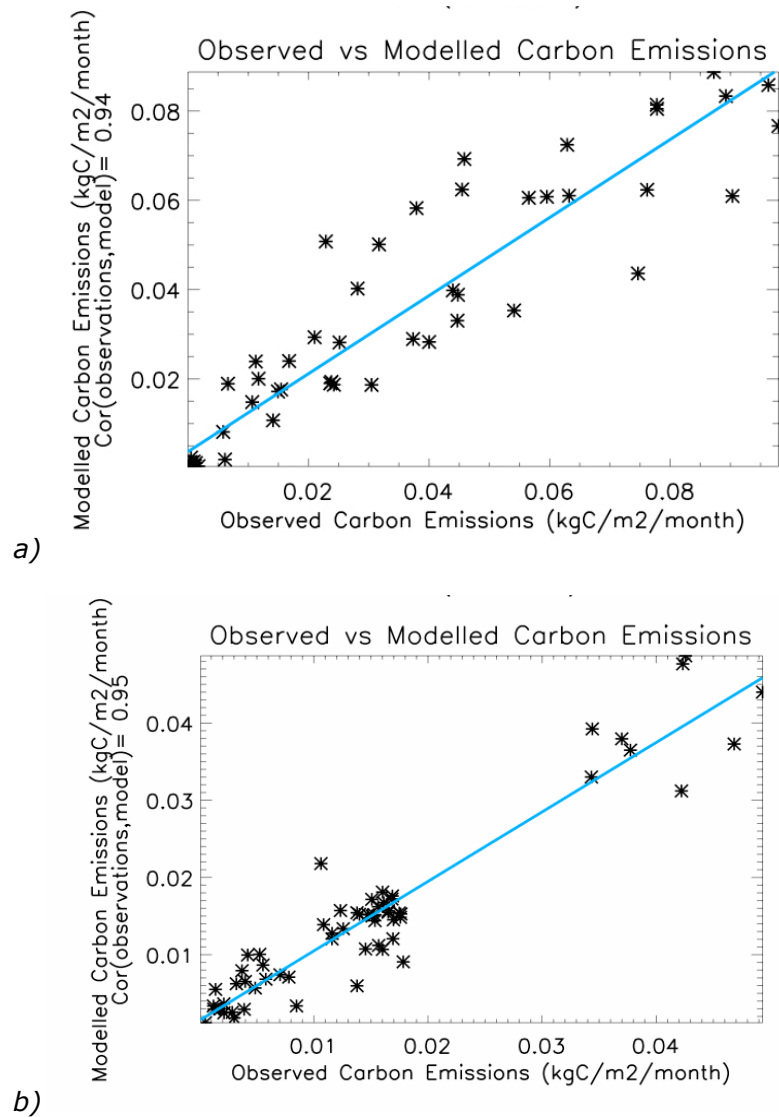 Observed vs Modelled Carbon Emissions
Modelled Carbon Emissions (kgC/m2/month)
Cor(observations,model)= 0.94
0.08
0.06
0.04
0.02
0.02 0.04 0.06 0.08
Observed Carbon Emissions (kgC/m2/month)
a)
Observed vs Modelled Carbon Emissions
Modelled Carbon Emissions (kgC/m2/month)
Cor(observations,model)= 0.95
0.04
0.03
0.02
0.01
0.01 0.02 0.03 0.04
Observed Carbon Emissions (kgC/m2/month)
b)